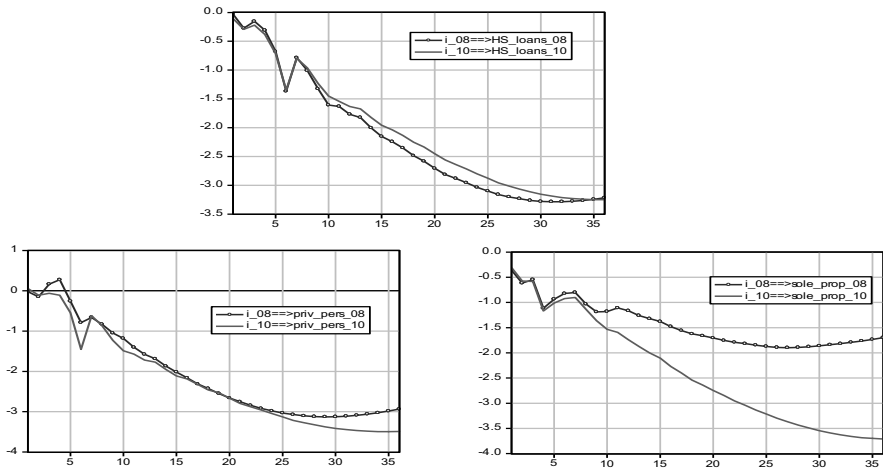 0.0
-0.5
-1.0
-1.5
-2.0
-2.5
-3.0
-3.5
i_08==>HS_loans_08
i_10==>HS_loans_10
5 10 15 20 25 30 35
1
0
-1
-2
-3
-4
i_08==>priv_pers_08
i_10==>priv_pers_10
5 10 15 20 25 30 35
0.0
-0.5
-1.0
-1.5
-2.0
-2.5
-3.0
-3.5
-4.0
i_08==>sole_prop_08
i_10==>sole_prop_10
5 10 15 20 25 30 35